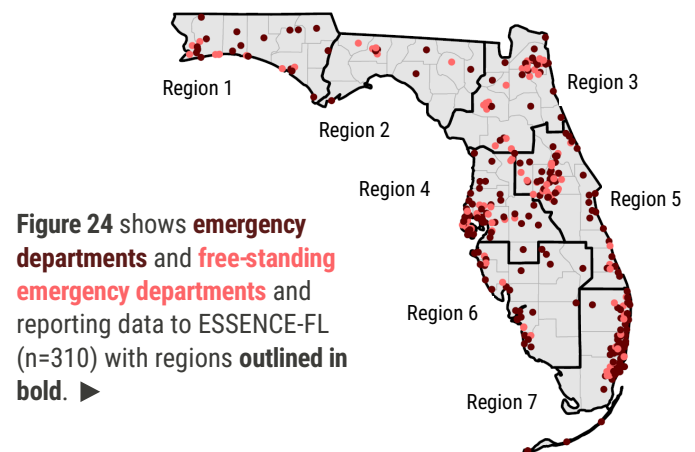 Region 1
Region 2
Region 3
Region 4
Region 5
Figure 24 shows emergency
departments and free-standing
emergency departments and
reporting data to ESSENCE-FL
(n=310) with regions outlined in
bold. ►
Region 6
Region 7